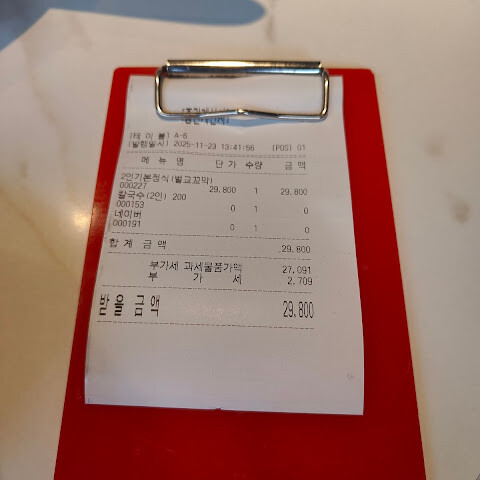 [테 이 블] A-6
[발행일시] 2025-11-23 13:41:56 [POS] 01
메 뉴 명 단 가 수량 금 액
2인기본정식(벌교꼬막)
000227 29,800 1 29,800
칼국수(2인) 200
000153 0 1 0
네이버
000191 0 1 0
합 계 금 액 29,800
부가세 과세물품가액 27,091
부 가 세 2,709
받을 금액 29,800